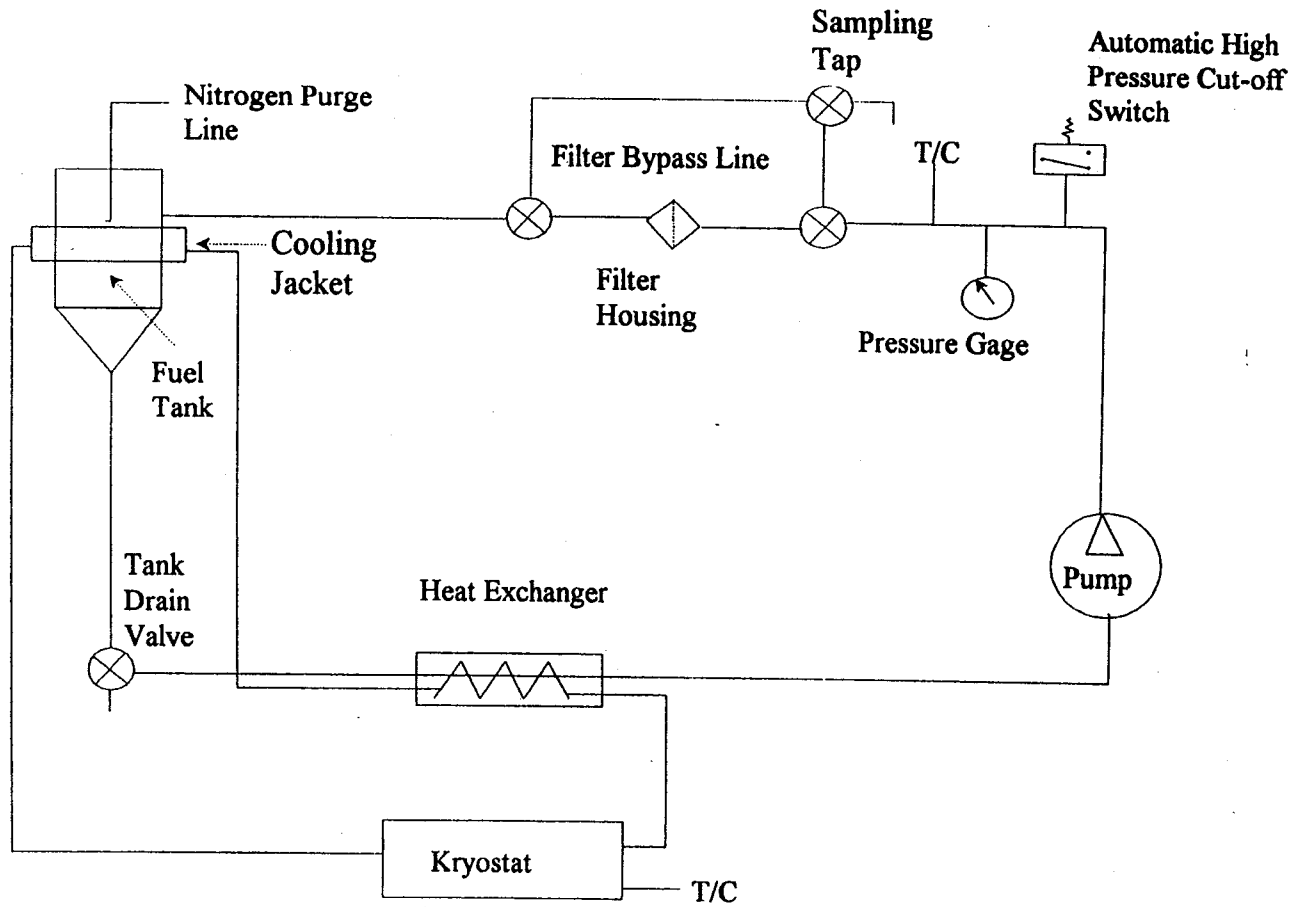 Sampling
Tap
Automatic High
Pressure Cut-off
Switch
Nitrogen Purge
Line
Filter Bypass Line
T/C
Cooling
Jacket
Filter
Housing
Pressure Gage
Fuel
Tank
Tank
Drain
Valve
Heat Exchanger
Pump
Kryostat
T/C